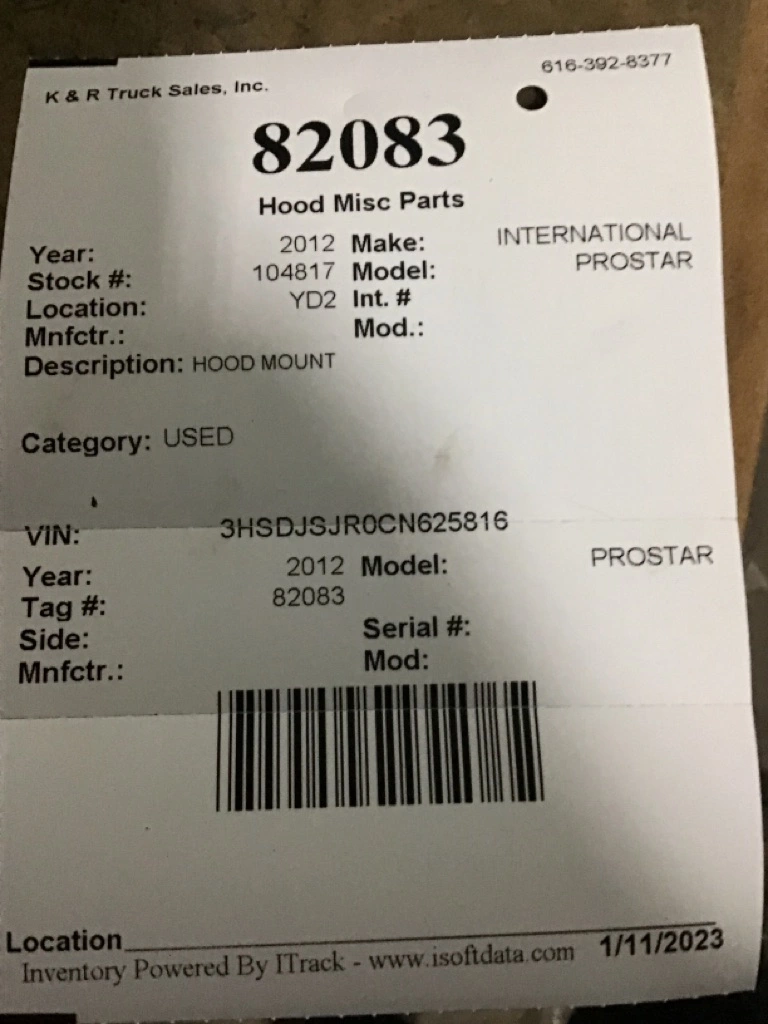 K & R Truck Sales, Inc. 616-392-8377
82083
Hood Misc Parts
Year: 2012 Make: INTERNATIONAL
Stock #: 104817 Model: PROSTAR
Location: YD2 Int. #
Mnfctr.: Mod.:
Description: HOOD MOUNT
Category: USED
VIN: 3HSDJSJR0CN625816
Year: 2012 Model: PROSTAR
Tag #: 82083
Side: Serial #:
Mnfctr.: Mod:
Location
Inventory Powered By ITrack - www.isoftdata.com 1/11/2023